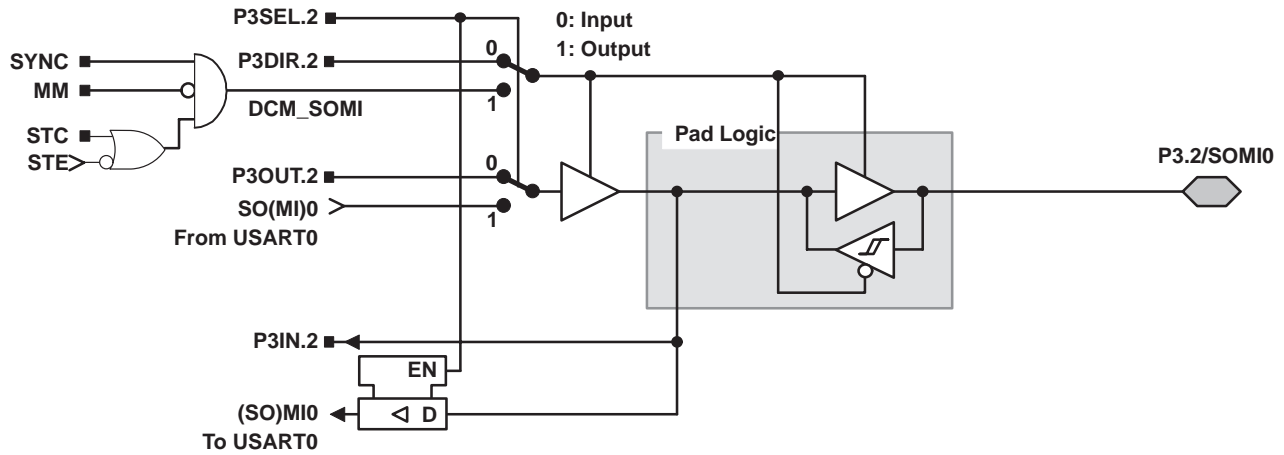 P3SEL.2
0: Input
1: Output
SYNC
P3DIR.2
0
MM
1
DCM_SOMI
STC
STE
Pad Logic
P3.2/SOMI0
0
P3OUT.2
SO(MI)0
1
From USART0
P3IN.2
EN
(SO)MI0
D
To USART0